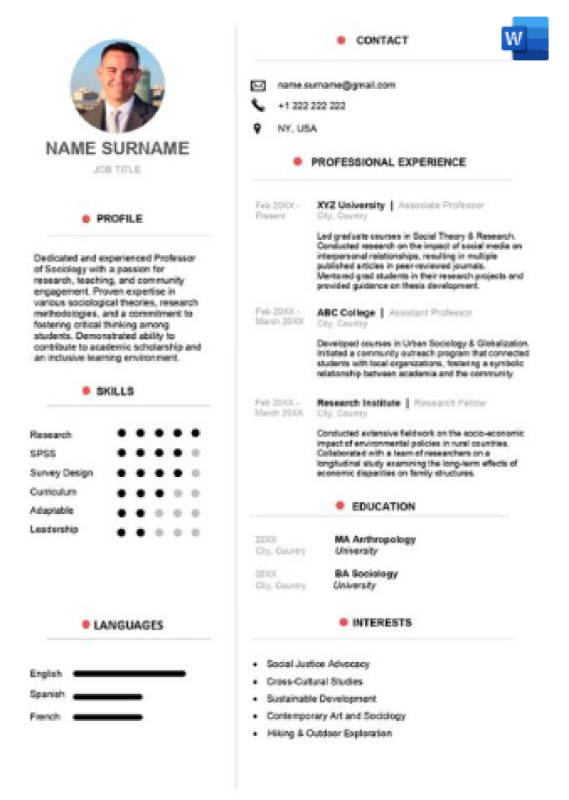 W
NAME SURNAME
JOB TITLE
PROFILE
Dedicated and experienced Professor
of Sociology with a passion for
research, teaching, and community
engagement. Proven expertise in
various sociological theories, research
methodologies, and a commitment to
fostering critical thinking among
students. Demonstrated ability to
contribute to academic scholarship and
an inclusive learning environment.
SKILLS
Research
SPSS
Survey Design
Curriculum
Adaptable
Leadership
LANGUAGES
English
Spanish
French
CONTACT
name.surname@gmail.com
+1 222 222 222
NY, USA
PROFESSIONAL EXPERIENCE
Feb 20XX - XYZ University | Associate Professor
Present City, Country
Led graduate courses in Social Theory & Research.
Conducted research on the impact of social media on
interpersonal relationships, resulting in multiple
published articles in peer-reviewed journals.
Mentored grad students in their research projects and
provided guidance on thesis development.
Feb 20XX - ABC College | Assistant Professor
March 20XX City, Country
Developed courses in Urban Sociology & Globalization.
Initiated a community outreach program that connected
students with local organizations, fostering a symbolic
relationship between academia and the community.
Feb 20XX - Research Institute | Research Fellow
March 20XX City, Country
Conducted extensive fieldwork on the socio-economic
impact of environmental policies in rural countries.
Collaborated with a team of researchers on a
longitudinal study examining the long-term effects of
economic disparities on family structures.
EDUCATION
20XX MA Anthropology
City, Country University
20XX BA Sociology
City, Country University
INTERESTS
• Social Justice Advocacy
• Cross-Cultural Studies
• Sustainable Development
• Contemporary Art and Sociology
• Hiking & Outdoor Exploration